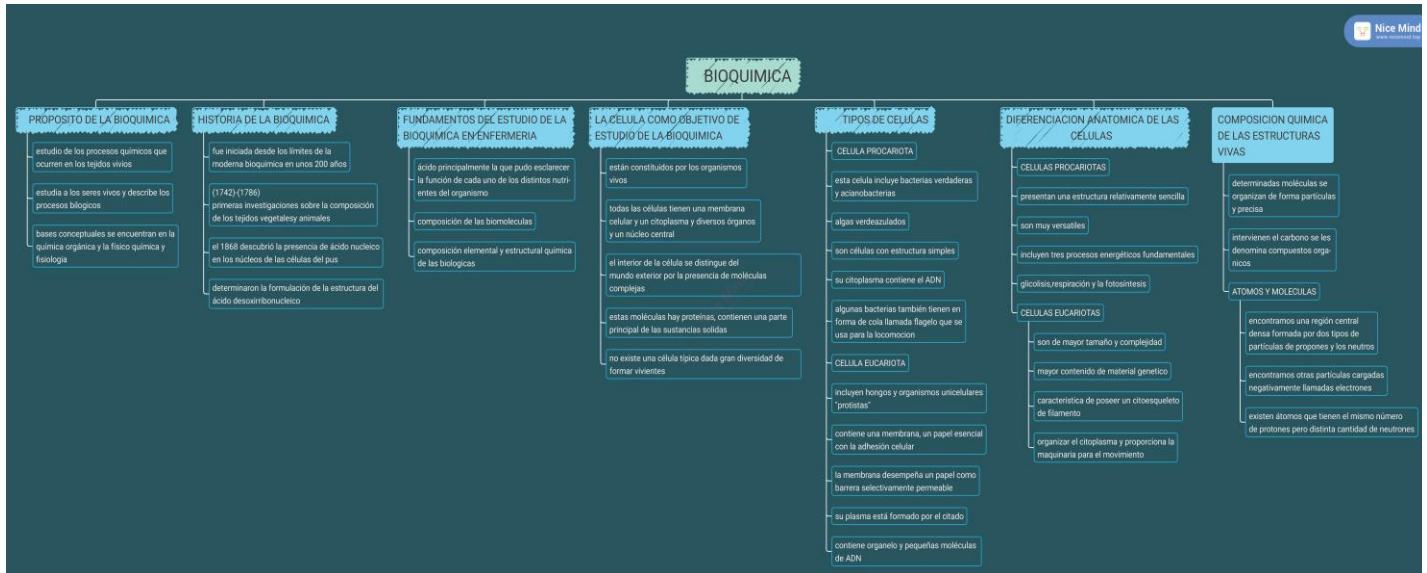 Nice Mind
www.nicemind.top
BIOQUIMICA
PROPOSITO DE LA BIOQUIMICA
estudio de los procesos químicos que
ocurren en los tejidos vivios
estudia a los seres vivos y describe los
procesos bilogicos
bases conceptuales se encuentran en la
química orgánica y la físico química y
fisiologia
HISTORIA DE LA BIOQUIMICA
fue iniciada desde los límites de la
moderna bioquimica en unos 200 años
(1742)-(1786)
primeras investigaciones sobre la composición
de los tejidos vegetalesy animales
el 1868 descubrió la presencia de ácido nucleico
en los núcleos de las células del pus
determinaron la formulación de la estructura del
ácido desoxirribonucleico
FUNDAMENTOS DEL ESTUDIO DE LA
BIOQUIMICA EN ENFERMERIA
ácido principalmente la que pudo esclarecer
la función de cada uno de los distintos nutri-
entes del organismo
composición de las biomoleculas
composición elemental y estructural química
de las biologicas
LA CELULA COMO OBJETIVO DE
ESTUDIO DE LA BIOQUIMICA
están constituidos por los organismos
vivos
todas las células tienen una membrana
celular y un citoplasma y diversos órganos
y un núcleo central
el interior de la célula se distingue del
mundo exterior por la presencia de moléculas
complejas
estas moléculas hay proteínas, contienen una parte
principal de las sustancias solidas
no existe una célula típica dada gran diversidad de
formar vivientes
TIPOS DE CELULAS
CELULA PROCARIOTA
esta celula incluye bacterias verdaderas
y acianobacterias
algas verdeazulados
son células con estructura simples
su citoplasma contiene el ADN
algunas bacterias también tienen en
forma de cola llamada flagelo que se
usa para la locomocion
CELULA EUCARIOTA
incluyen hongos y organismos unicelulares
"protistas"
contiene una membrana, un papel esencial
con la adhesión celular
la membrana desempeña un papel como
barrera selectivamente permeable
su plasma está formado por el citado
contiene organelo y pequeñas moléculas
de ADN
DIFERENCIACION ANATOMICA DE LAS
CELULAS
CELULAS PROCARIOTAS
presentan una estructura relativamente sencilla
son muy versatiles
incluyen tres procesos energéticos fundamentales
glicolisis,respiración y la fotosintesis
CELULAS EUCARIOTAS
son de mayor tamaño y complejidad
mayor contenido de material genetico
caracteristica de poseer un citoesqueleto
de filamento
organizar el citoplasma y proporciona la
maquinaria para el movimiento
COMPOSICION QUIMICA
DE LAS ESTRUCTURAS
VIVAS
determinadas moléculas se
organizan de forma partículas
y precisa
intervienen el carbono se les
denomina compuestos orga-
nicos
ATOMOS Y MOLECULAS
encontramos una región central
densa formada por dos tipos de
partículas de propones y los neutros
encontramos otras partículas cargadas
negativamente llamadas electrones
existen átomos que tienen el mismo número
de protones pero distinta cantidad de neutrones